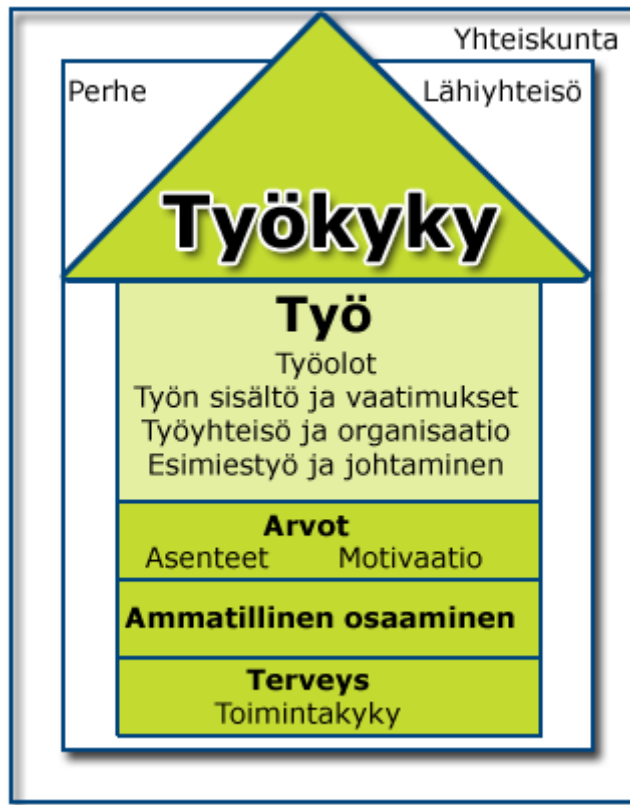 Yhteiskunta
Perhe
Lähiyhteisö
Työkyky
Työ
Työolot
Työn sisältö ja vaatimukset
Työyhteisö ja organisaatio
Esimiestyö ja johtaminen
Arvot
Asenteet Motivaatio
Ammatillinen osaaminen
Terveys
Toimintakyky